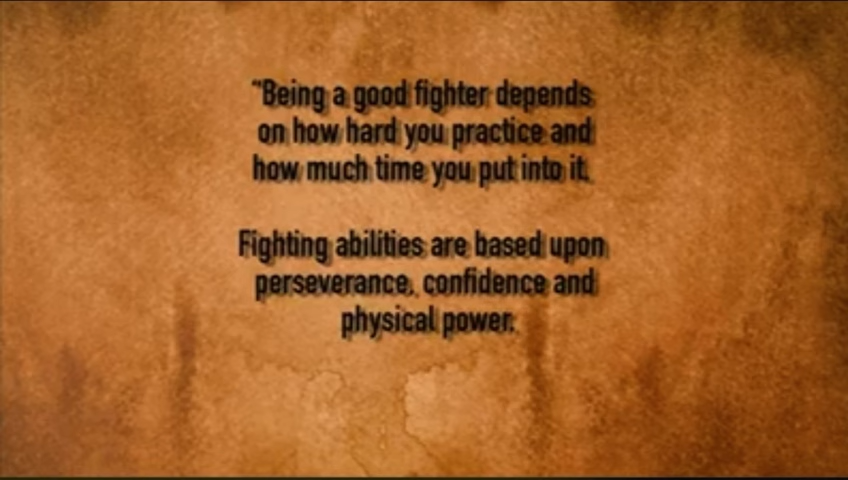 “Being a good fighter depends
on how hard you practice and
how much time you put into it.
Fighting abilities are based upon
perseverance, confidence and
physical power.